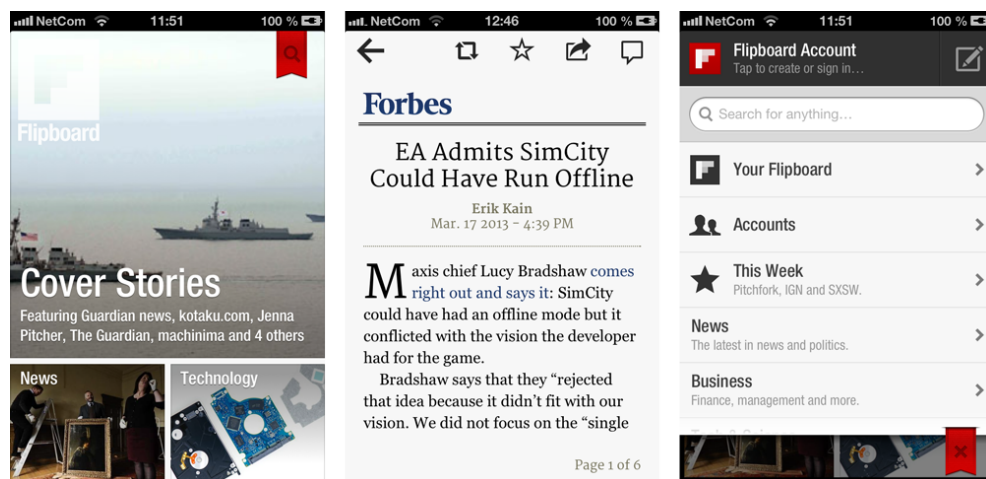 NetCom 11:51 100 %
Flipboard
Cover Stories
Featuring Guardian news, kotaku.com, Jenna
Pitcher, The Guardian, machinima and 4 others
News
Technology
NetCom 12:46 100 %
Forbes
EA Admits SimCity
Could Have Run Offline
Erik Kain
Mar. 17 2013 – 4:39 PM
Maxis chief Lucy Bradshaw comes
right out and says it: SimCity
could have had an offline mode but it
conflicted with the vision the developer
had for the game.
Bradshaw says that they “rejected
that idea because it didn’t fit with our
vision. We did not focus on the “single
Page 1 of 6
NetCom 11:51 100 %
Flipboard Account
Tap to create or sign in…
Search for anything…
Your Flipboard
Accounts
This Week
Pitchfork, IGN and SXSW.
News
The latest in news and politics.
Business
Finance, management and more.